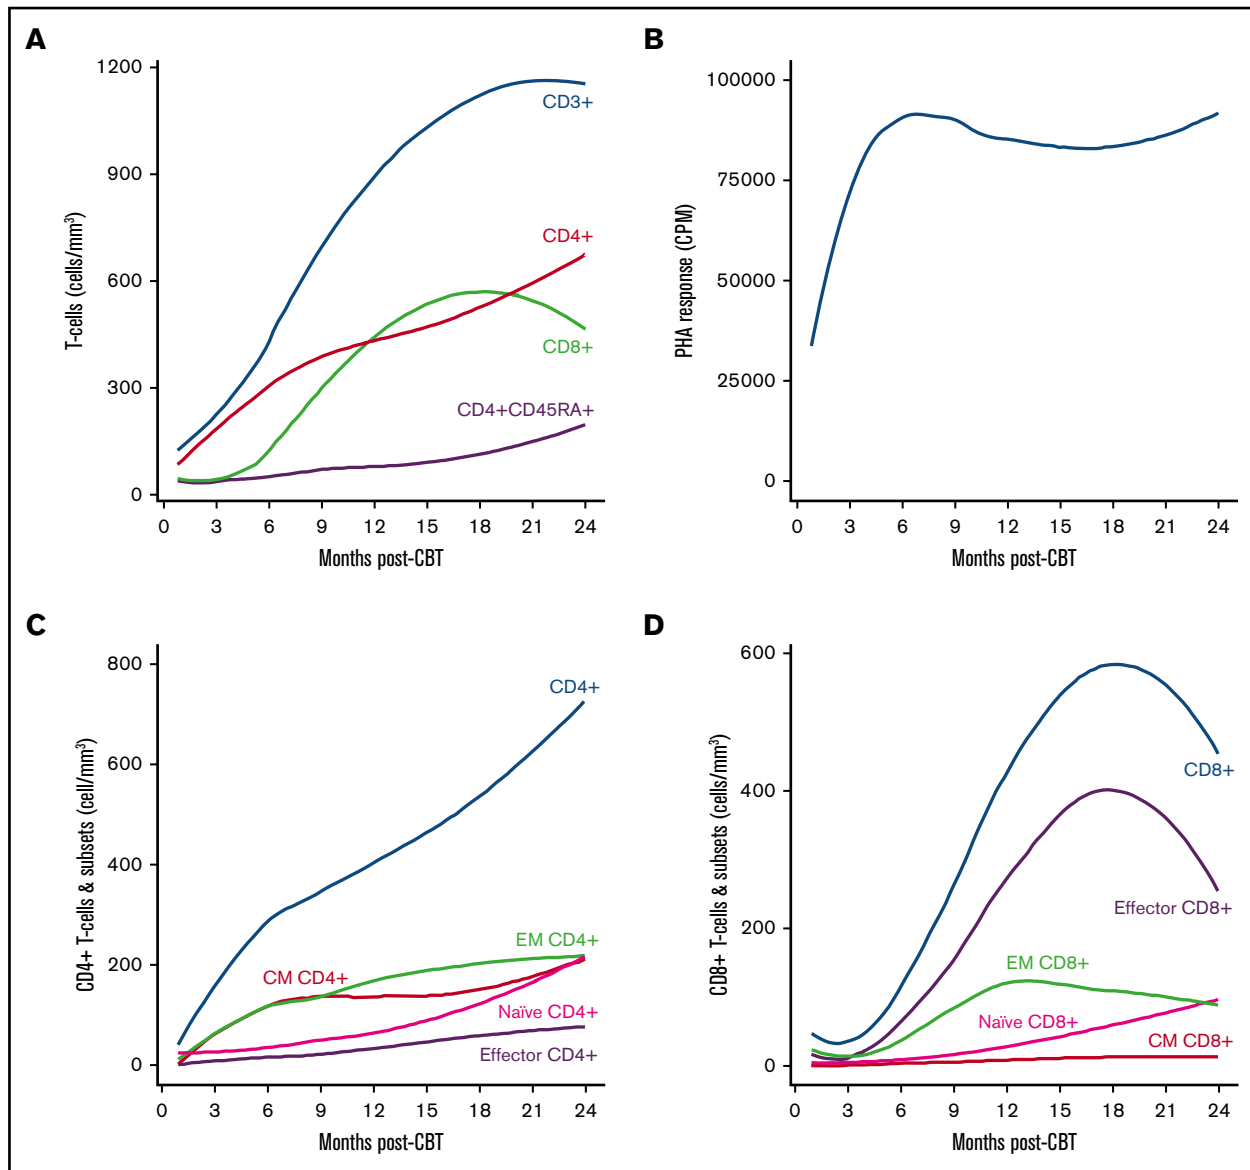 A
1200
900
600
300
0
T-cells (cells/mm³)
CD3+
CD4+
CD8+
CD4+CD45RA+
0 3 6 9 12 15 18 21 24
Months post-CBT
B
100000
75000
50000
25000
0
PHA response (CPM)
0 3 6 9 12 15 18 21 24
Months post-CBT
C
800
600
400
200
0
CD4+ T-cells & subsets (cell/mm³)
CD4+
EM CD4+
CM CD4+
Naïve CD4+
Effector CD4+
0 3 6 9 12 15 18 21 24
Months post-CBT
D
600
400
200
0
CD8+ T-cells & subsets (cells/mm³)
CD8+
Effector CD8+
EM CD8+
Naïve CD8+
CM CD8+
0 3 6 9 12 15 18 21 24
Months post-CBT